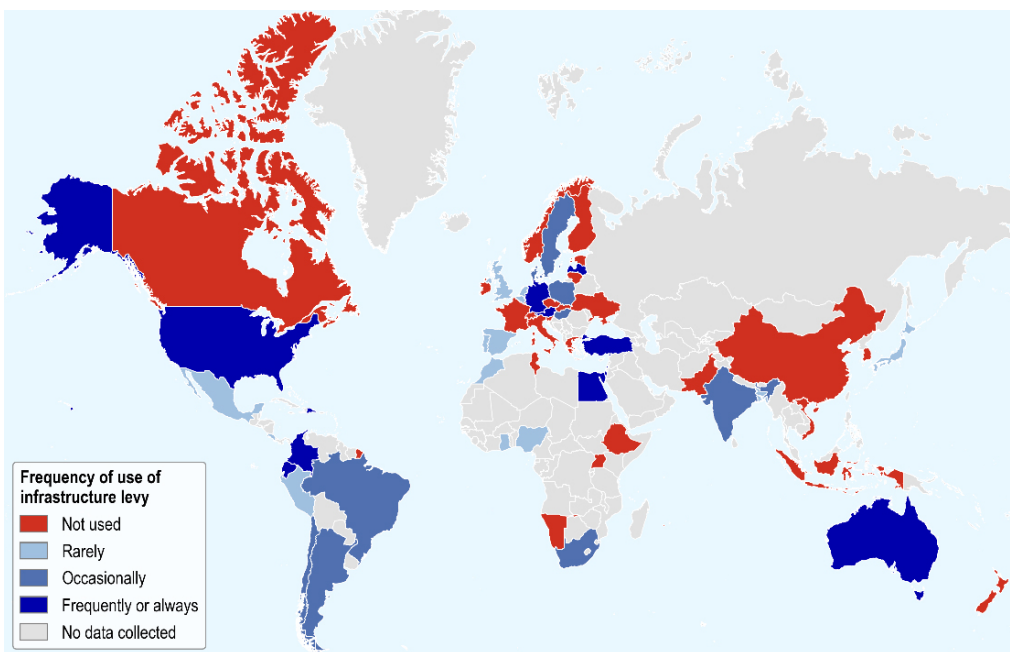 Frequency of use of
infrastructure levy
Not used
Rarely
Occasionally
Frequently or always
No data collected